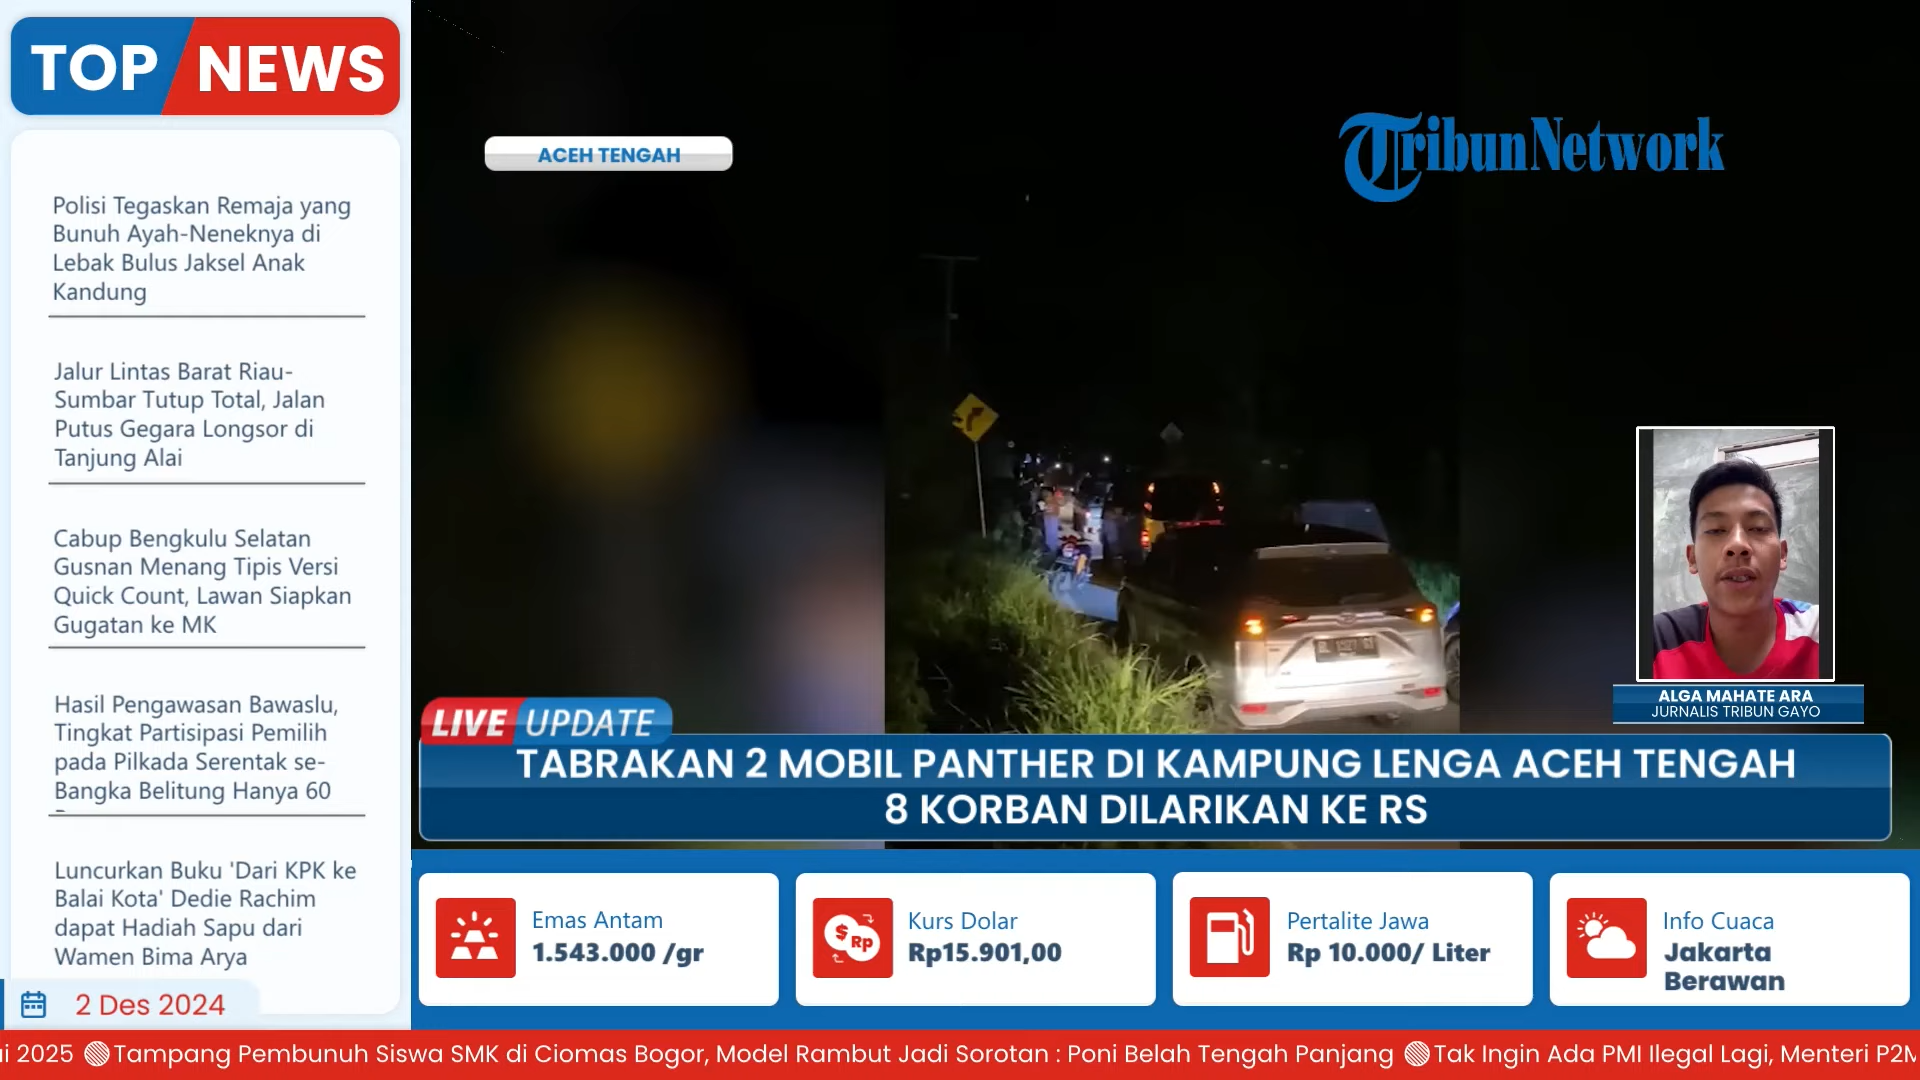 TOP NEWS
Polisi Tegaskan Remaja yang
Bunuh Ayah-Neneknya di
Lebak Bulus Jaksel Anak
Kandung
Jalur Lintas Barat Riau-
Sumbar Tutup Total, Jalan
Putus Gegara Longsor di
Tanjung Alai
Cabup Bengkulu Selatan
Gusnan Menang Tipis Versi
Quick Count, Lawan Siapkan
Gugatan ke MK
Hasil Pengawasan Bawaslu,
Tingkat Partisipasi Pemilih
pada Pilkada Serentak se-
Bangka Belitung Hanya 60
Luncurkan Buku 'Dari KPK ke
Balai Kota' Dedie Rachim
dapat Hadiah Sapu dari
Wamen Bima Arya
2 Des 2024
ACEH TENGAH
TribunNetwork
ALGA MAHATE ARA
JURNALIS TRIBUN GAYO
LIVE UPDATE
TABRAKAN 2 MOBIL PANTHER DI KAMPUNG LENGA ACEH TENGAH
8 KORBAN DILARIKAN KE RS
Emas Antam
1.543.000 /gr
$ Rp
Kurs Dolar
Rp15.901,00
Pertalite Jawa
Rp 10.000/ Liter
Info Cuaca
Jakarta
Berawan
2025 Tampang Pembunuh Siswa SMK di Ciomas Bogor, Model Rambut Jadi Sorotan : Poni Belah Tengah Panjang Tak Ingin Ada PMI Ilegal Lagi, Menteri